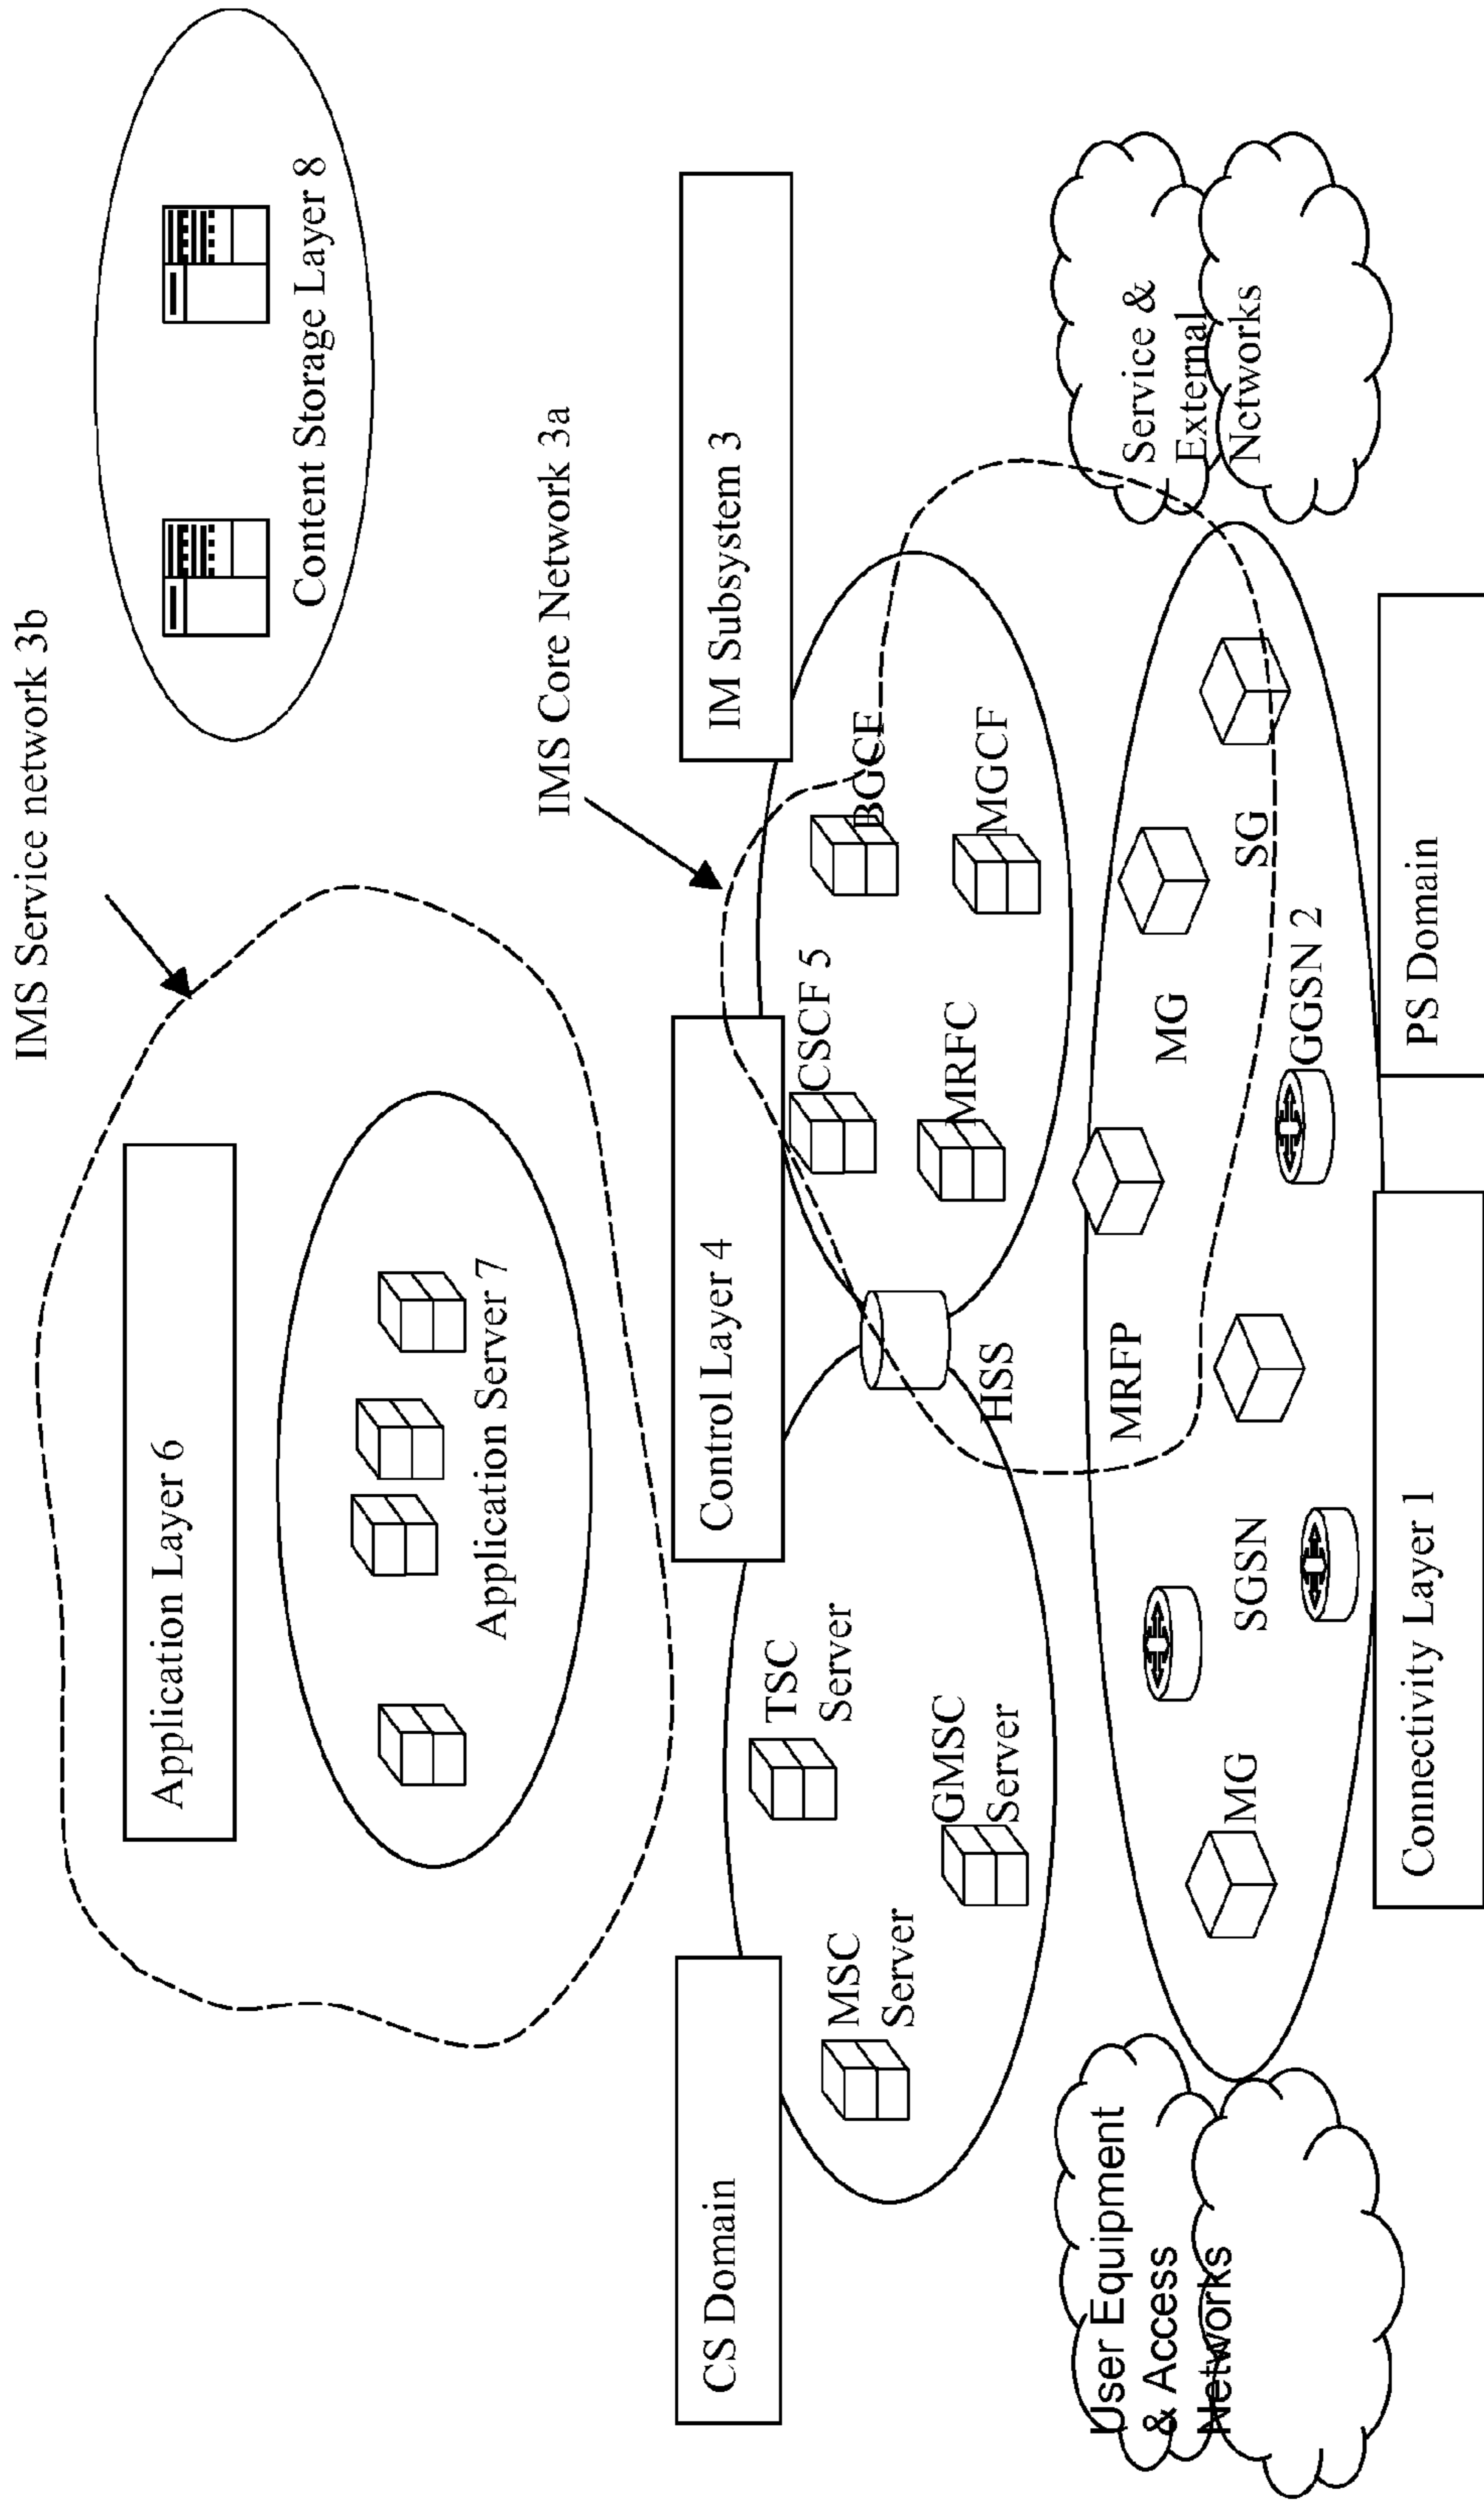 IMS Service network 3b
Application Layer 6
Application Server 7
Content Storage Layer 8
IMS Core Network 3a
CS Domain
Control Layer 4
IM Subsystem 3
TSC
Server
MSC
Server
GMSC
Server
HSS
CSCF 5
BGCF
MRFC
MGCF
User Equipment
& Access
Networks
MG
SGSN
MRFP
MG
GGSN 2
SG
Service &
External
Networks
Connectivity Layer 1
PS Domain